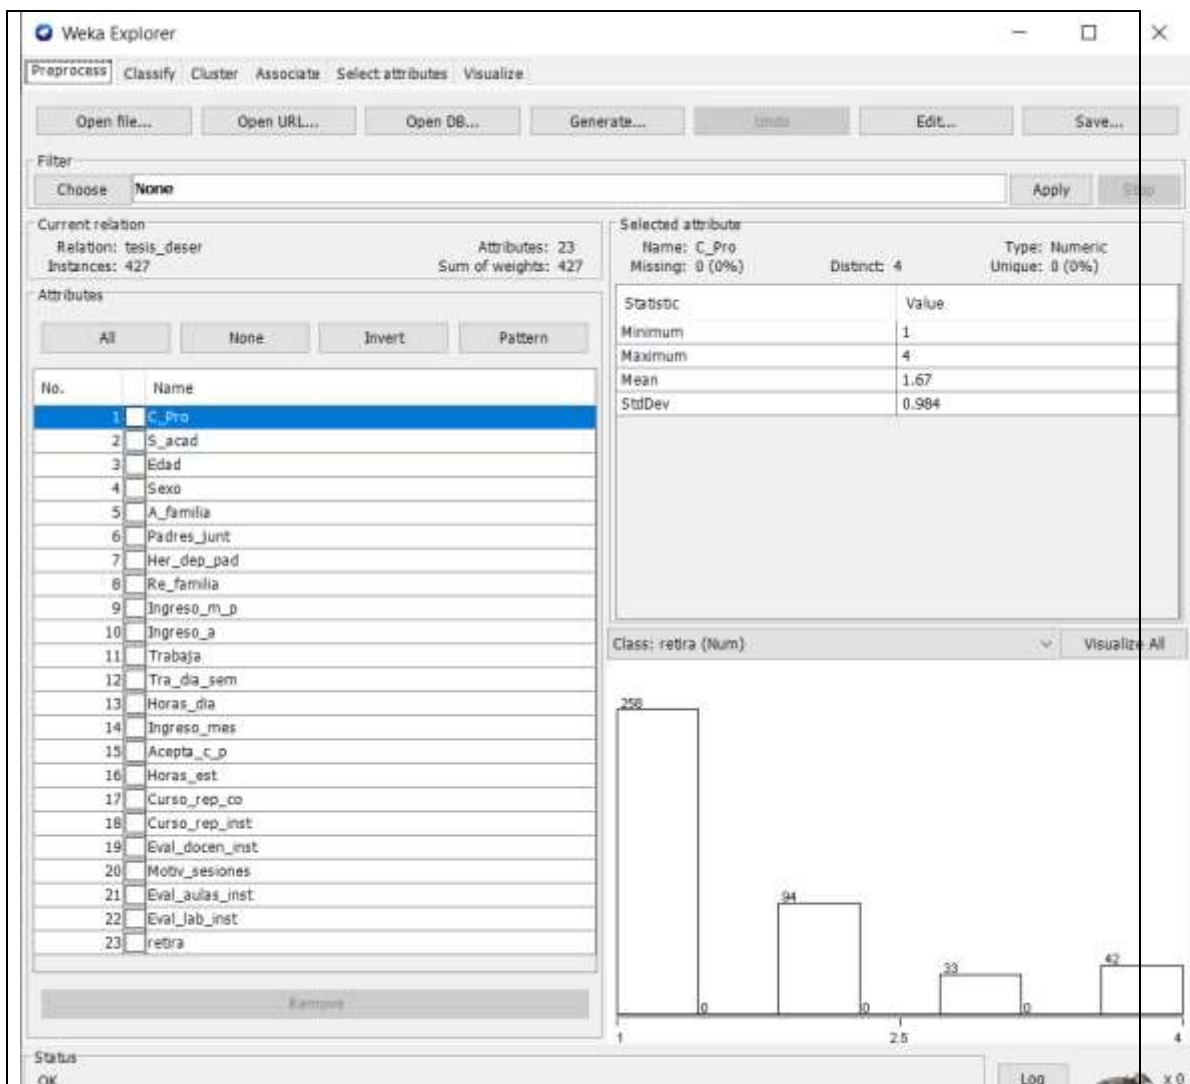 Weka Explorer
Preprocess Classify Cluster Associate Select attributes Visualize
Open file... Open URL... Open DB... Generate... Undo Edit... Save...
Filter
Choose None Apply Stop
Current relation
Relation: tesis_deser Attributes: 23
Instances: 427 Sum of weights: 427
Selected attribute
Name: C_Pro Type: Numeric
Missing: 0 (0%) Distinct: 4 Unique: 0 (0%)
Statistic Value
Minimum 1
Maximum 4
Mean 1.67
StdDev 0.984
Attributes
All None Invert Pattern
No. Name
1 C_Pro
2 S_acad
3 Edad
4 Sexo
5 A_familia
6 Padres_junt
7 Her_dep_pad
8 Re_familia
9 Ingreso_m_p
10 Ingreso_a
11 Trabaja
12 Tra_dia_sem
13 Horas_dia
14 Ingreso_mes
15 Acepta_c_p
16 Horas_est
17 Curso_rep_co
18 Curso_rep_inst
19 Eval_docen_inst
20 Motiv_sesiones
21 Eval_aulas_inst
22 Eval_lab_inst
23 retira
Remove
Class: retira (Num) Visualize All
258
94
33
42
0 0 0
1 2.5 4
Status
OK Log x 0